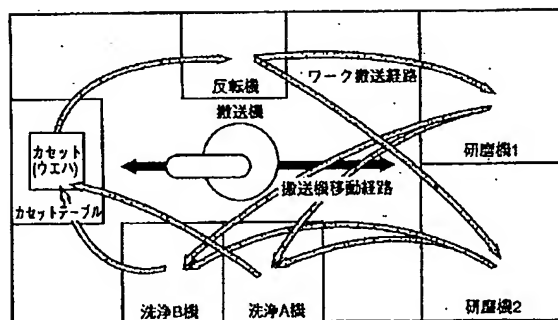 反転機
ワーク搬送経路
搬送機
カセット
(ウエハ)
研磨機1
搬送機移動経路
カセットテーブル
洗浄B機
洗浄A機
研磨機2